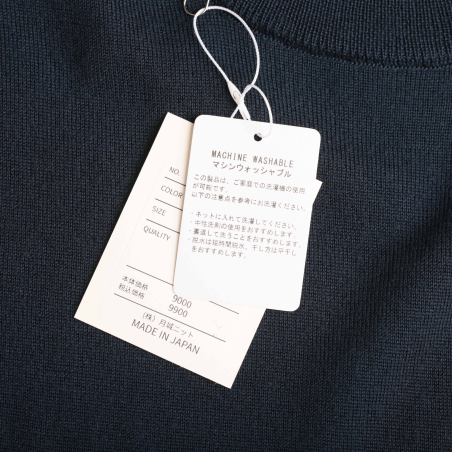 MACHINE WASHABLE
マシンウォッシャブル
この製品は、ご家庭での洗濯機の使用
が可能です。
以下の注意点を参考にお洗濯ください。
・ネットに入れて洗濯してください。
・中性洗剤の使用をおすすめします。
・裏返して洗うことをおすすめします。
・脱水は短時間脱水、干し方は平干し
をおすすめします。
NO.
COLOR
SIZE
QUALITY
本体価格 9000
税込価格 9900
(株)月城ニット
MADE IN JAPAN